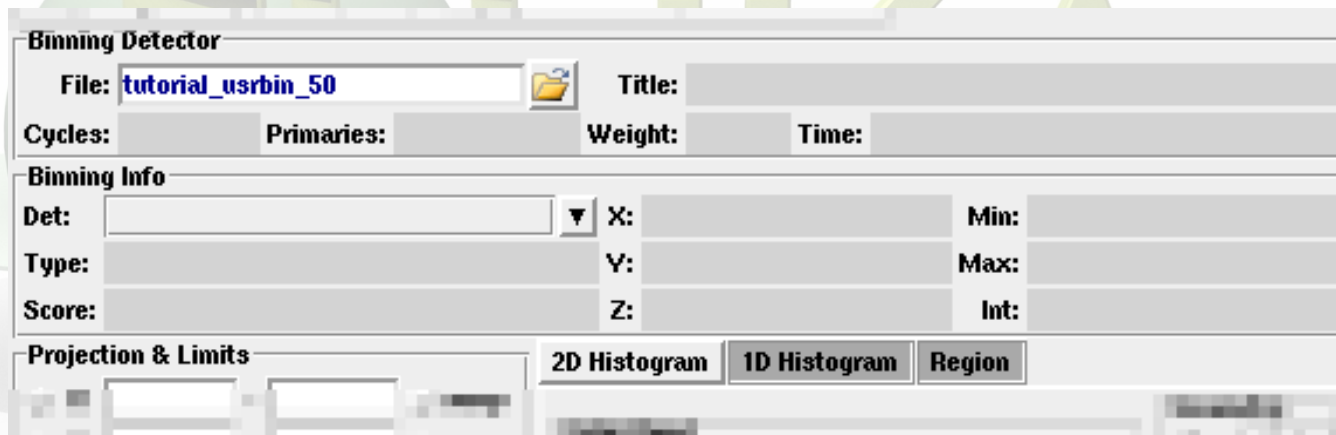 Binning Detector
File: tutorial_usrbin_50 Title:
Cycles: Primaries: Weight: Time:
Binning Info
Det: X: Min:
Type: Y: Max:
Score: Z: Int:
Projection & Limits 2D Histogram 1D Histogram Region